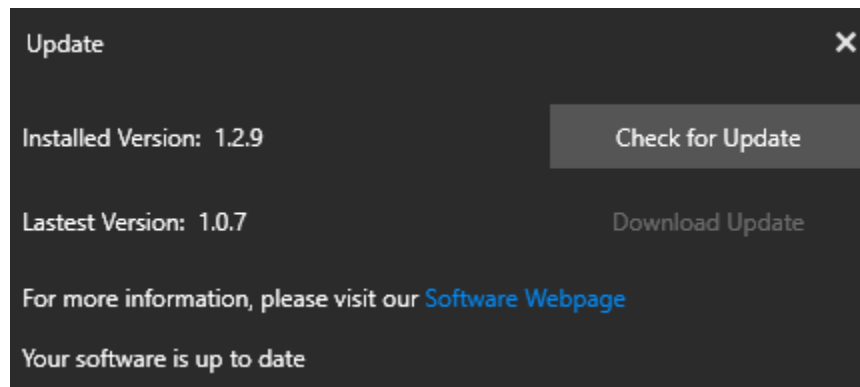 Update
Installed Version: 1.2.9
Check for Update
Lastest Version: 1.0.7
Download Update
For more information, please visit our Software Webpage
Your software is up to date